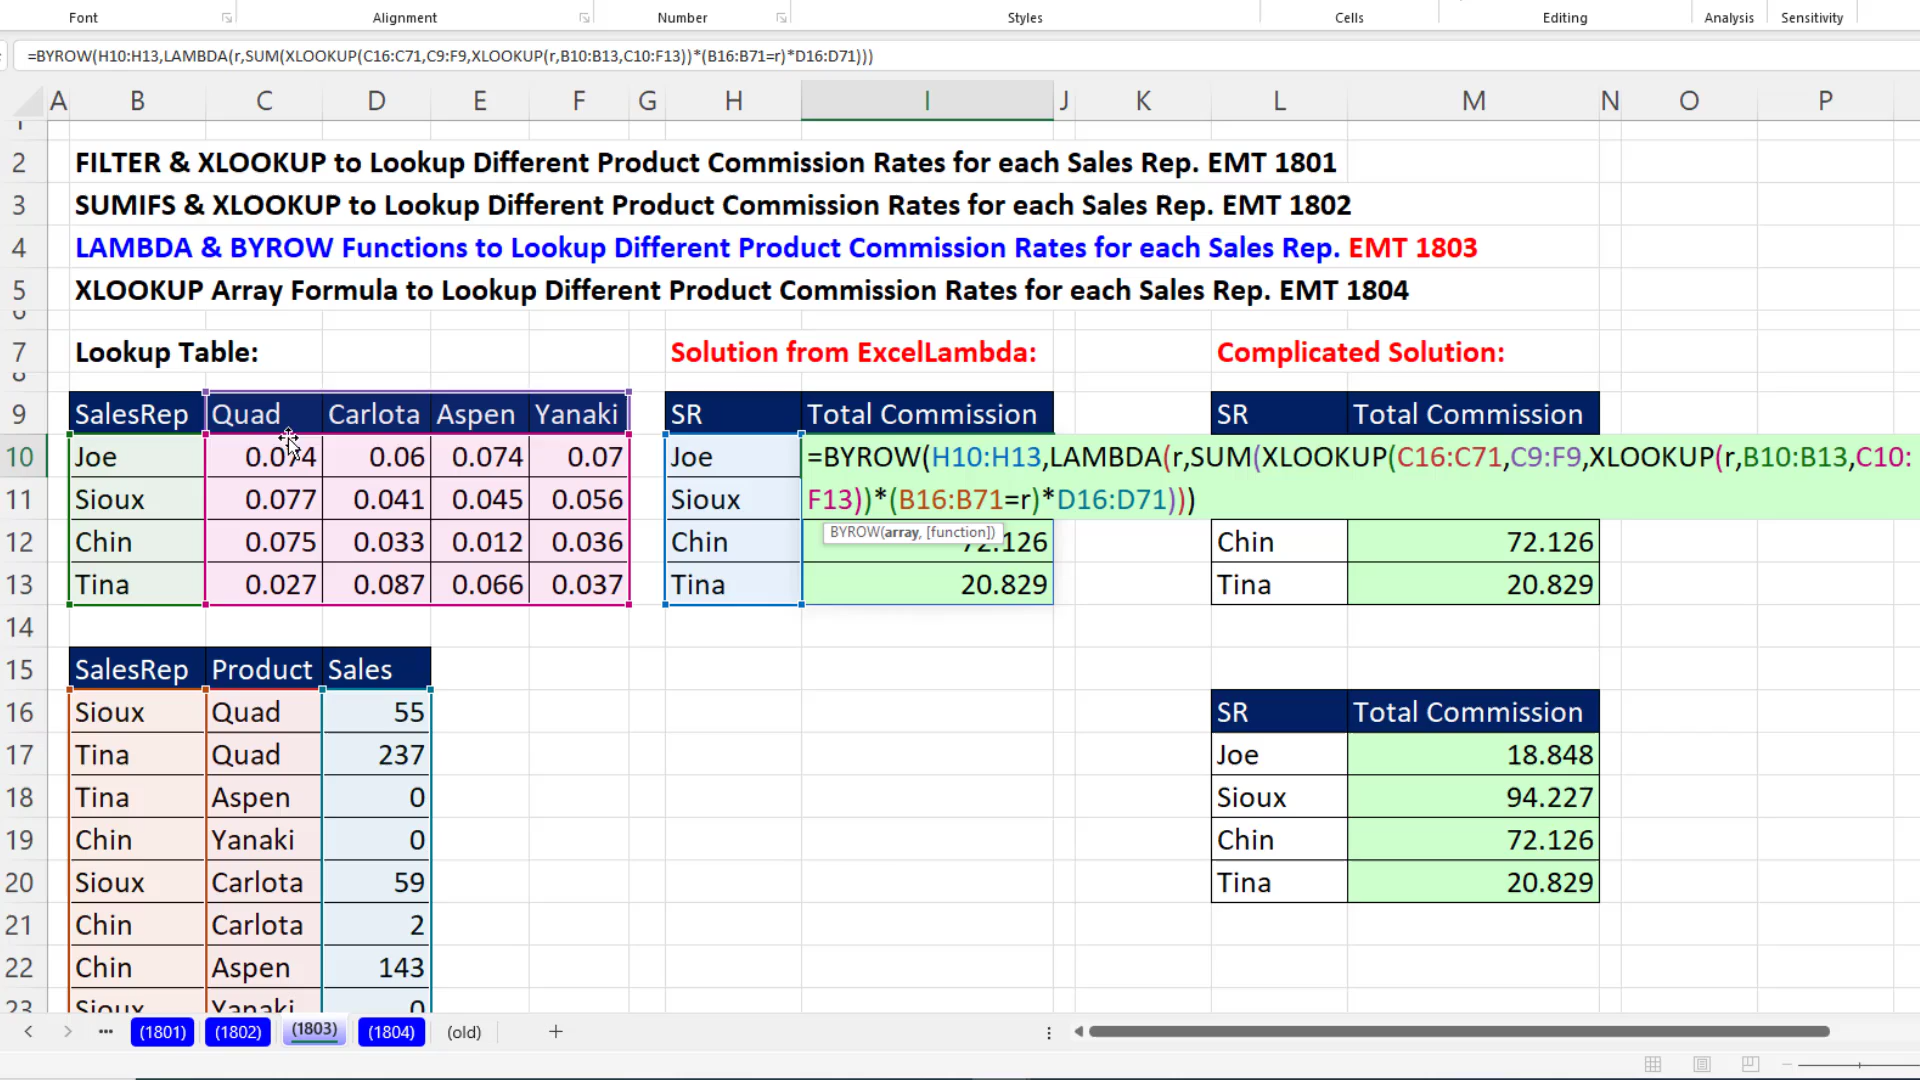 Font Alignment Number Styles Cells Editing Analysis Sensitivity
=BYROW(H10:H13,LAMBDA(r,SUM(XLOOKUP(C16:C71,C9:F9,XLOOKUP(r,B10:B13,C10:F13))*(B16:B71=r)*D16:D71)))
A B C D E F G H I J K L M N O P
2 FILTER & XLOOKUP to Lookup Different Product Commission Rates for each Sales Rep. EMT 1801
3 SUMIFS & XLOOKUP to Lookup Different Product Commission Rates for each Sales Rep. EMT 1802
4 LAMBDA & BYROW Functions to Lookup Different Product Commission Rates for each Sales Rep. EMT 1803
5 XLOOKUP Array Formula to Lookup Different Product Commission Rates for each Sales Rep. EMT 1804
7 Lookup Table: Solution from ExcelLambda: Complicated Solution:
9 SalesRep Quad Carlota Aspen Yanaki SR Total Commission SR Total Commission
10 Joe 0.074 0.06 0.074 0.07 Joe =BYROW(H10:H13,LAMBDA(r,SUM(XLOOKUP(C16:C71,C9:F9,XLOOKUP(r,B10:B13,C10:
11 Sioux 0.077 0.041 0.045 0.056 Sioux F13))*(B16:B71=r)*D16:D71)))
BYROW(array, [function])
12 Chin 0.075 0.033 0.012 0.036 Chin 72.126 Chin 72.126
13 Tina 0.027 0.087 0.066 0.037 Tina 20.829 Tina 20.829
14
15 SalesRep Product Sales
16 Sioux Quad 55 SR Total Commission
17 Tina Quad 237 Joe 18.848
18 Tina Aspen 0 Sioux 94.227
19 Chin Yanaki 0 Chin 72.126
20 Sioux Carlota 59 Tina 20.829
21 Chin Carlota 2
22 Chin Aspen 143
23 Sioux Yanaki 0
(1801) (1802) (1803) (1804) (old)